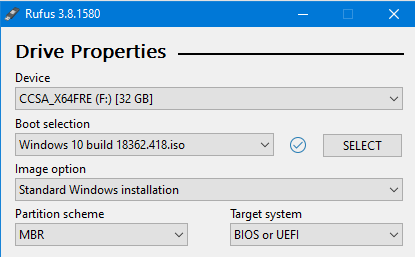 Rufus 3.8.1580
Drive Properties
Device
CCSA_X64FRE (F:) [32 GB]
Boot selection
Windows 10 build 18362.418.iso
SELECT
Image option
Standard Windows installation
Partition scheme
Target system
MBR
BIOS or UEFI